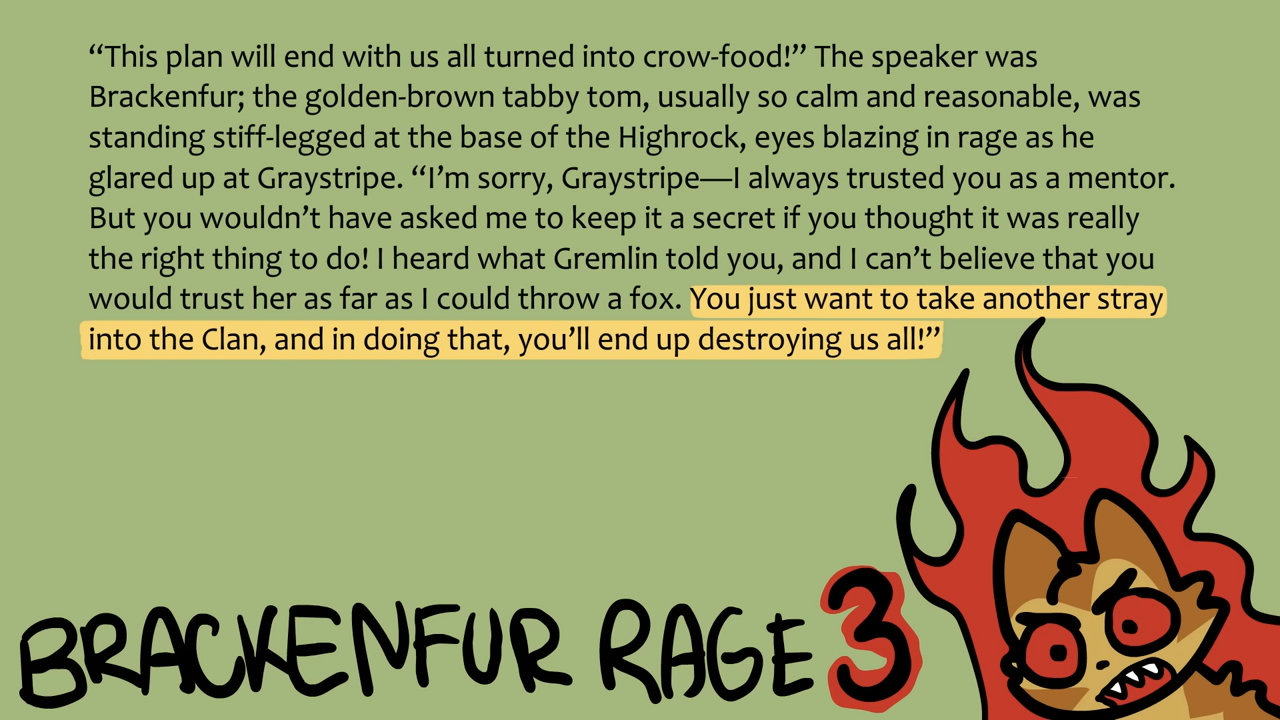 “This plan will end with us all turned into crow-food!” The speaker was
Brackenfur; the golden-brown tabby tom, usually so calm and reasonable, was
standing stiff-legged at the base of the Highrock, eyes blazing in rage as he
glared up at Graystripe. “I’m sorry, Graystripe—I always trusted you as a mentor.
But you wouldn’t have asked me to keep it a secret if you thought it was really
the right thing to do! I heard what Gremlin told you, and I can’t believe that you
would trust her as far as I could throw a fox. You just want to take another stray
into the Clan, and in doing that, you’ll end up destroying us all!”
BRACKENFUR RAGE 3